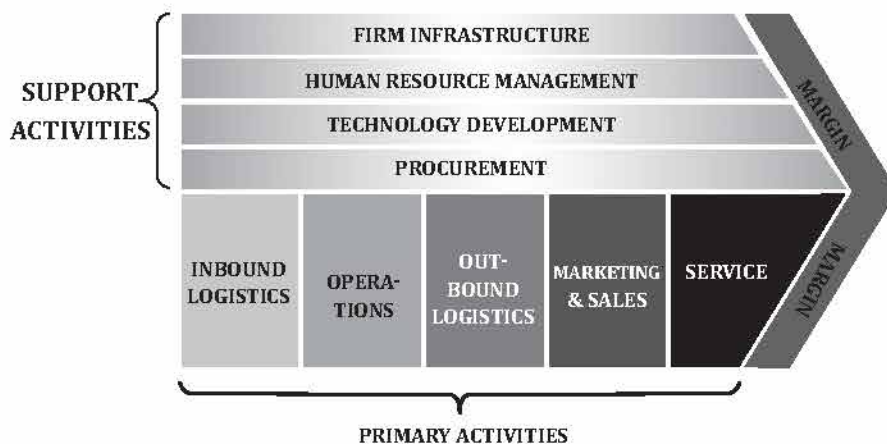 FIRM INFRASTRUCTURE
HUMAN RESOURCE MANAGEMENT
SUPPORT
ACTIVITIES
TECHNOLOGY DEVELOPMENT
PROCUREMENT
MARGIN
INBOUND
LOGISTICS
OPERA-
TIONS
OUT-
BOUND
LOGISTICS
MARKETING
& SALES
SERVICE
MARGIN
PRIMARY ACTIVITIES